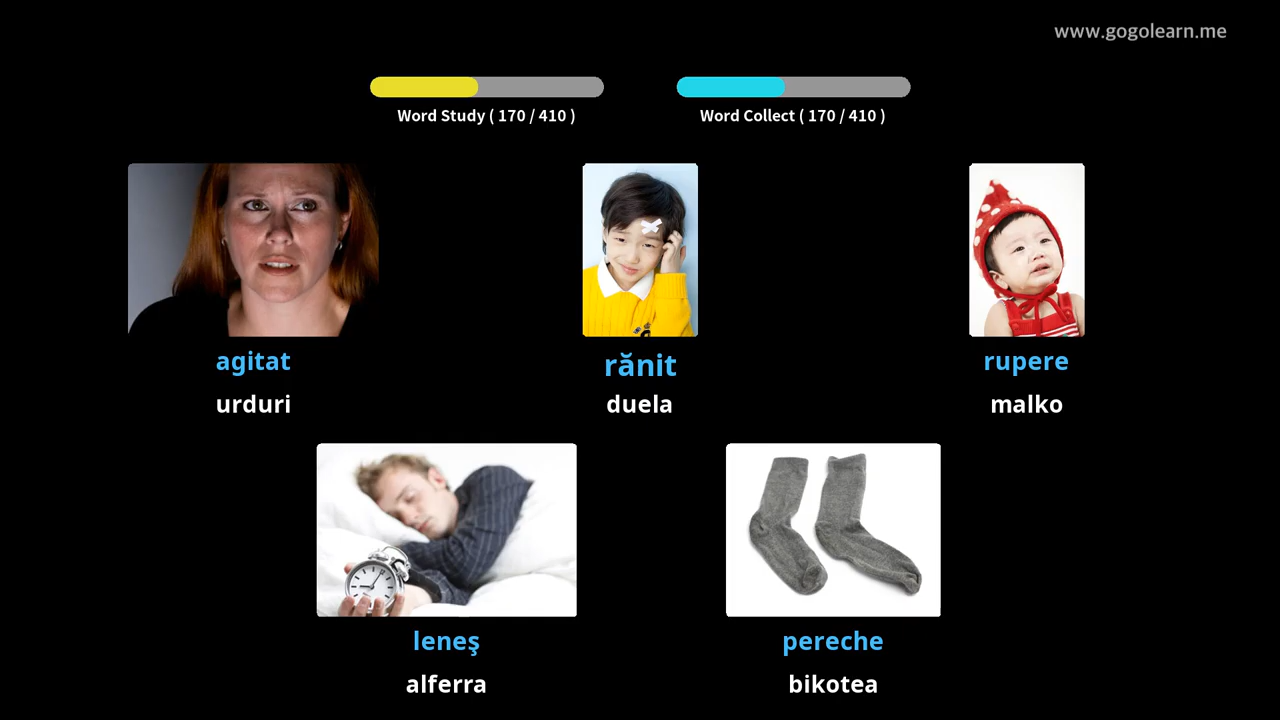 www.gogolearn.me
Word Study ( 170 / 410 )
Word Collect ( 170 / 410 )
agitat
urduri
rănit
duela
rupere
malko
leneş
alferra
pereche
bikotea